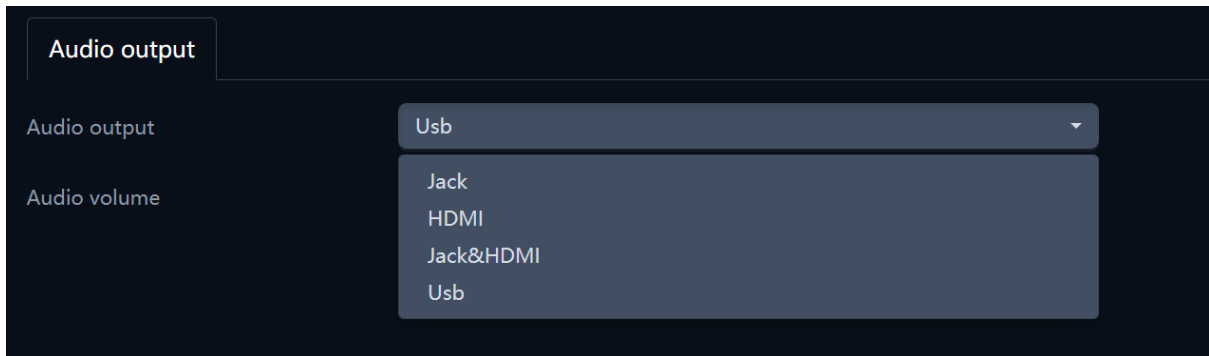 Audio output
Audio output
Usb
Audio volume
Jack
HDMI
Jack&HDMI
Usb